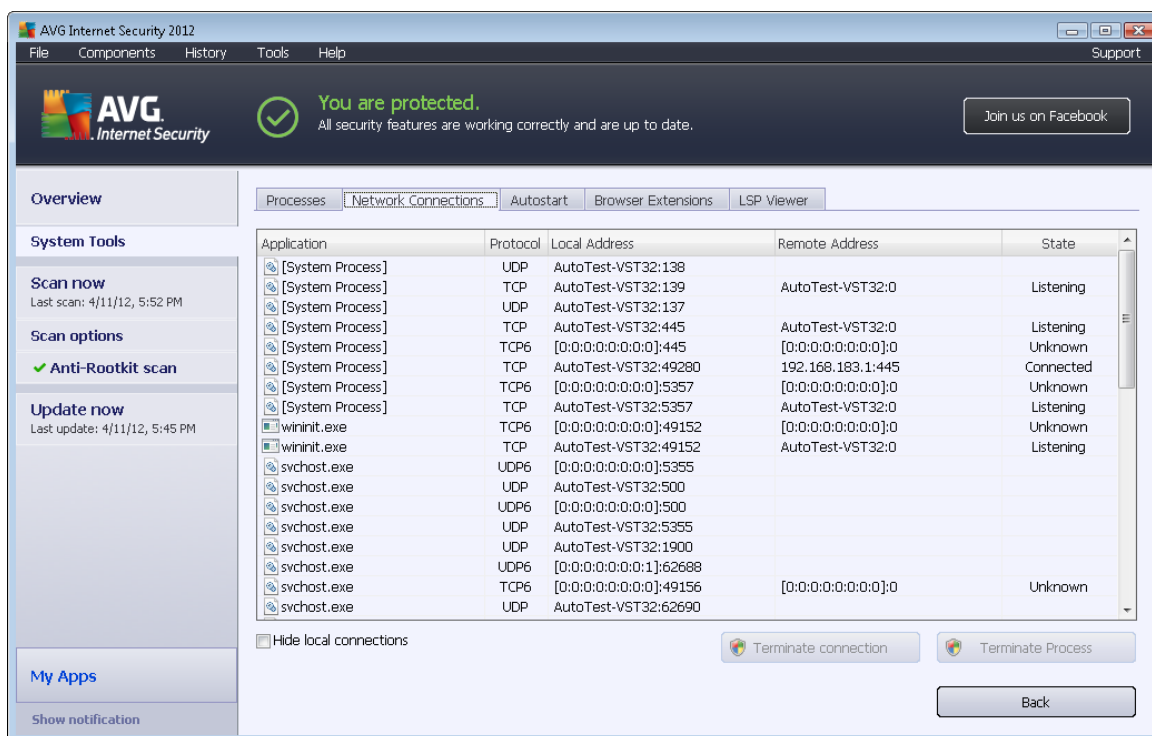 AVG Internet Security 2012
File Components History Tools Help Support
AVG.
Internet Security
You are protected.
All security features are working correctly and are up to date.
Join us on Facebook
Overview
System Tools
Scan now
Last scan: 4/11/12, 5:52 PM
Scan options
Anti-Rootkit scan
Update now
Last update: 4/11/12, 5:45 PM
My Apps
Show notification
Processes Network Connections Autostart Browser Extensions LSP Viewer
Application Protocol Local Address Remote Address State
[System Process] UDP AutoTest-VST32:138
[System Process] TCP AutoTest-VST32:139 AutoTest-VST32:0 Listening
[System Process] UDP AutoTest-VST32:137
[System Process] TCP AutoTest-VST32:445 AutoTest-VST32:0 Listening
[System Process] TCP6 [0:0:0:0:0:0:0]:445 [0:0:0:0:0:0:0]:0 Unknown
[System Process] TCP AutoTest-VST32:49280 192.168.183.1:445 Connected
[System Process] TCP6 [0:0:0:0:0:0:0]:5357 [0:0:0:0:0:0:0]:0 Unknown
[System Process] TCP AutoTest-VST32:5357 AutoTest-VST32:0 Listening
wininit.exe TCP6 [0:0:0:0:0:0:0]:49152 [0:0:0:0:0:0:0]:0 Unknown
wininit.exe TCP AutoTest-VST32:49152 AutoTest-VST32:0 Listening
svchost.exe UDP6 [0:0:0:0:0:0:0]:5355
svchost.exe UDP AutoTest-VST32:500
svchost.exe UDP6 [0:0:0:0:0:0:0]:500
svchost.exe UDP AutoTest-VST32:5355
svchost.exe UDP AutoTest-VST32:1900
svchost.exe UDP6 [0:0:0:0:0:0:1]:62688
svchost.exe TCP6 [0:0:0:0:0:0:0]:49156 [0:0:0:0:0:0:0]:0 Unknown
svchost.exe UDP AutoTest-VST32:62690
Hide local connections
Terminate connection
Terminate Process
Back